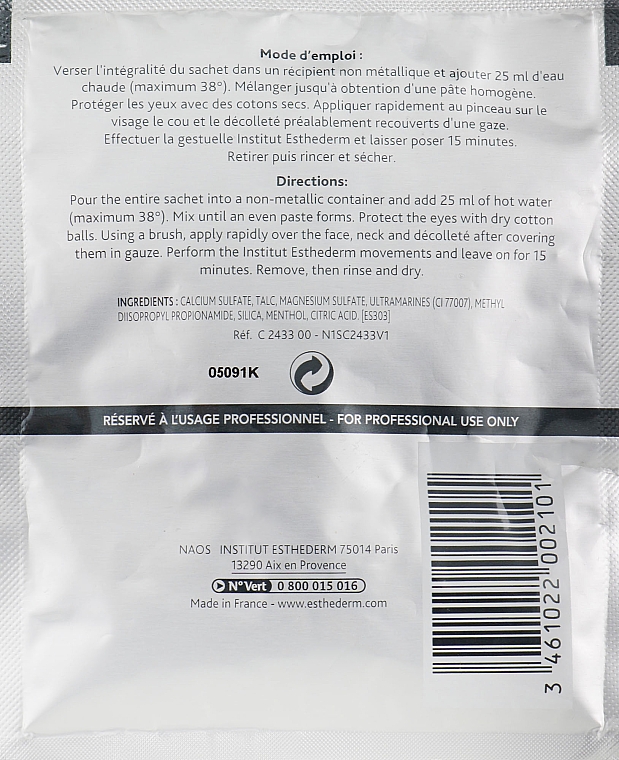 Mode d'emploi :
Verser l'intégralité du sachet dans un récipient non métallique et ajouter 25 ml d'eau
chaude (maximum 38°). Mélanger jusqu'à obtention d'une pâte homogène.
Protéger les yeux avec des cotons secs. Appliquer rapidement au pinceau sur le
visage le cou et le décolleté préalablement recouverts d'une gaze.
Effectuer la gestuelle Institut Esthederm et laisser poser 15 minutes.
Retirer puis rincer et sécher.
Directions:
Pour the entire sachet into a non-metallic container and add 25 ml of hot water
(maximum 38°). Mix until an even paste forms. Protect the eyes with dry cotton
balls. Using a brush, apply rapidly over the face, neck and décolleté after covering
them in gauze. Perform the Institut Esthederm movements and leave on for 15
minutes. Remove, then rinse and dry.
INGREDIENTS : CALCIUM SULFATE, TALC, MAGNESIUM SULFATE, ULTRAMARINES (CI 77007), METHYL
DIISOPROPYL PROPIONAMIDE, SILICA, MENTHOL, CITRIC ACID. [ES303]
Réf. C 2433 00 - N1SC2433V1
05091K
RÉSERVÉ À L'USAGE PROFESSIONNEL - FOR PROFESSIONAL USE ONLY
NAOS INSTITUT ESTHEDERM 75014 Paris
13290 Aix en Provence
N° Vert 0 800 015 016
Made in France - www.esthederm.com
3 461022 002101